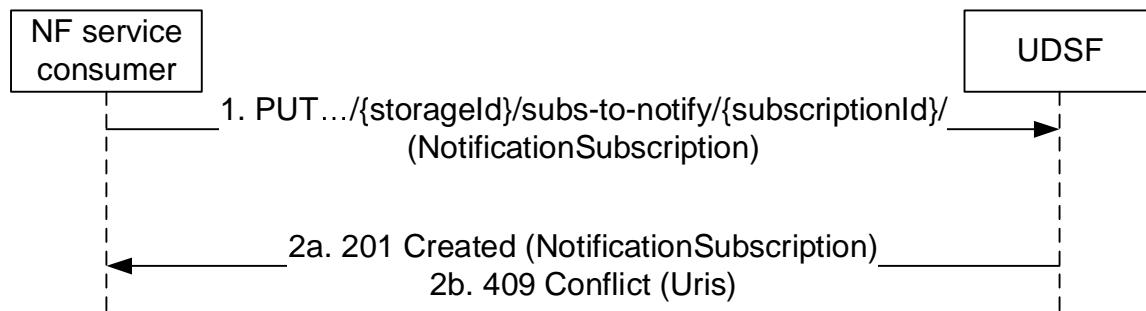 NF service
consumer
UDSF
1. PUT…/{storageId}/subs-to-notify/{subscriptionId}/
(NotificationSubscription)
2a. 201 Created (NotificationSubscription)
2b. 409 Conflict (Uris)